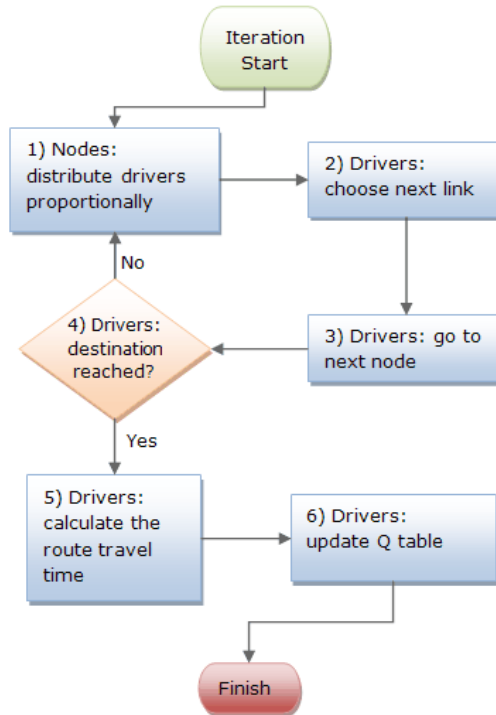 Iteration
Start
1) Nodes:
distribute drivers
proportionally
2) Drivers:
choose next link
No
4) Drivers:
destination
reached?
3) Drivers: go to
next node
Yes
5) Drivers:
calculate the
route travel
time
6) Drivers:
update Q table
Finish